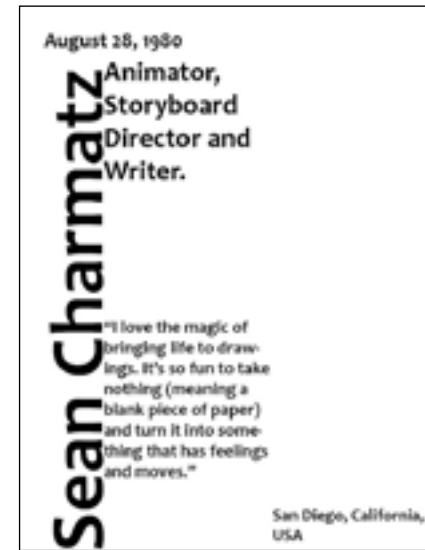 August 28, 1980
Sean Charmatz
Animator,
Storyboard
Director and
Writer.
"I love the magic of
bringing life to draw-
ings. It's so fun to take
nothing (meaning a
blank piece of paper)
and turn it into some-
thing that has feelings
and moves."
San Diego, California,
USA